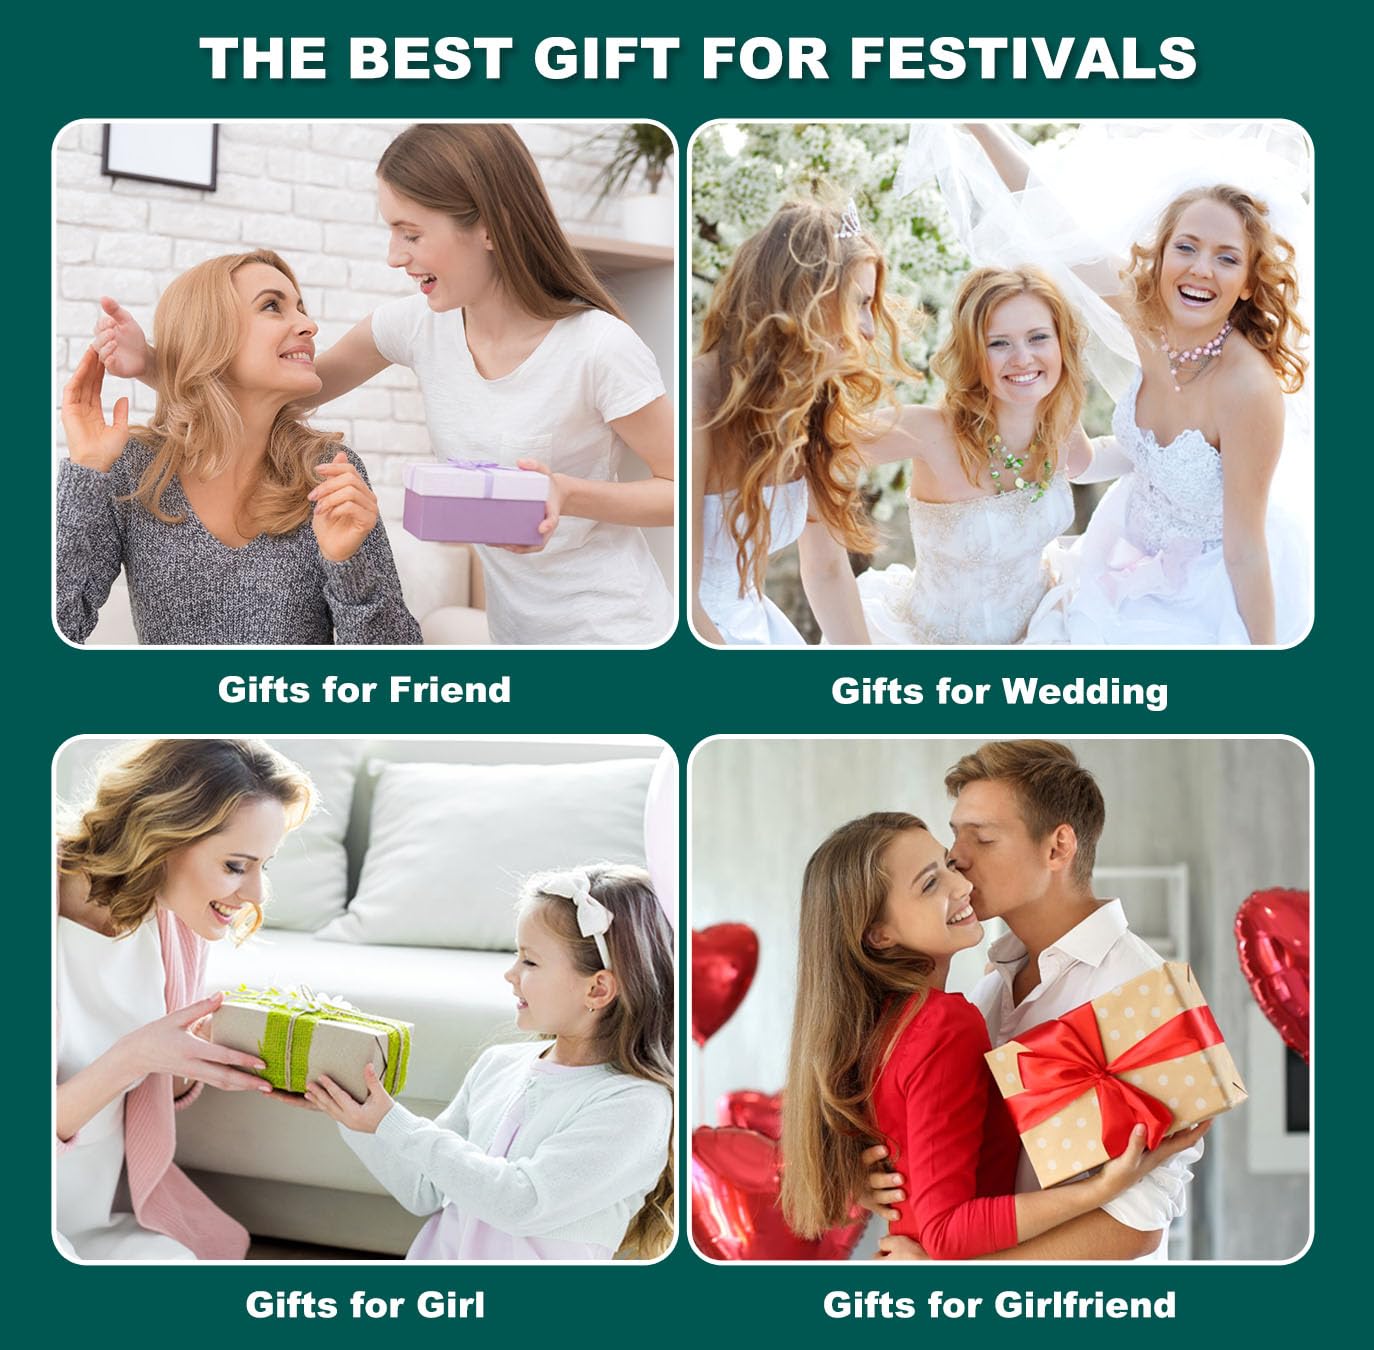 THE BEST GIFT FOR FESTIVALS
Gifts for Friend
Gifts for Wedding
Gifts for Girl
Gifts for Girlfriend